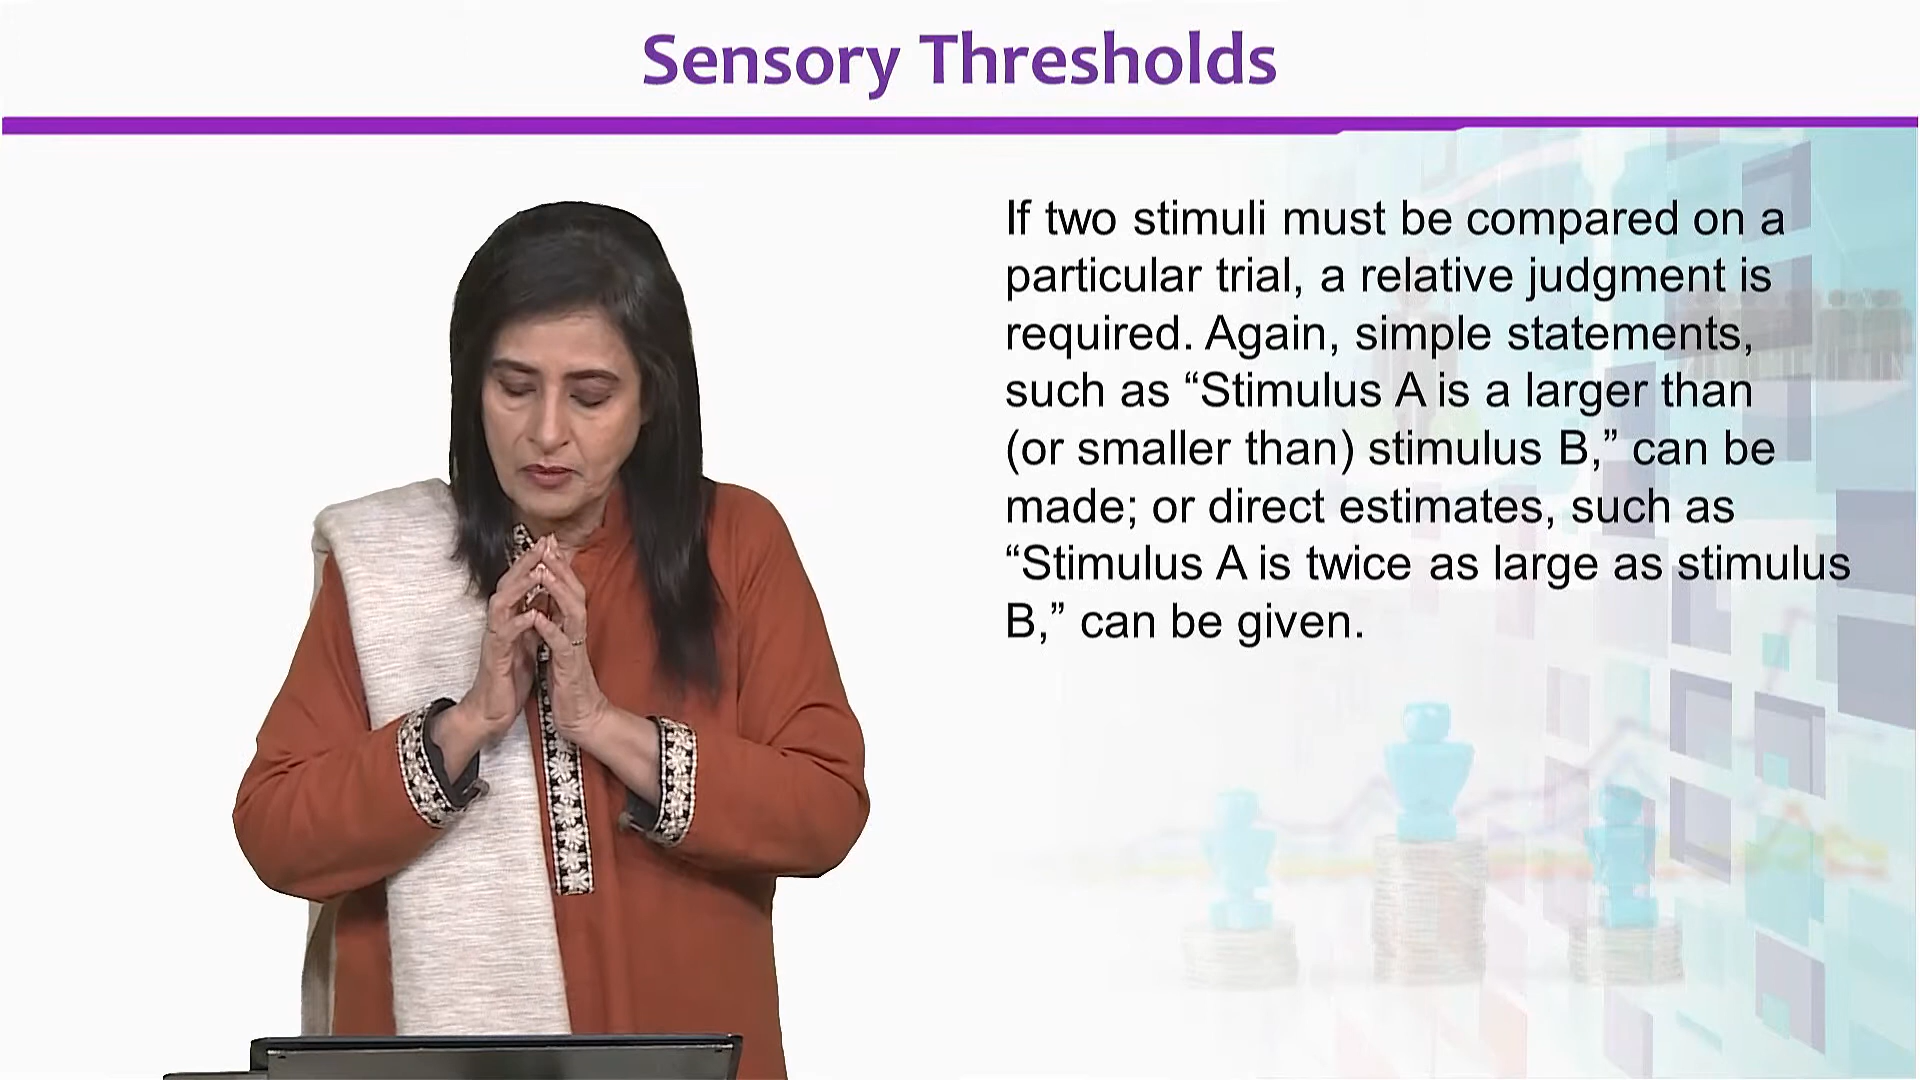 Sensory Thresholds
If two stimuli must be compared on a
particular trial, a relative judgment is
required. Again, simple statements,
such as “Stimulus A is a larger than
(or smaller than) stimulus B,” can be
made; or direct estimates, such as
“Stimulus A is twice as large as stimulus
B,” can be given.